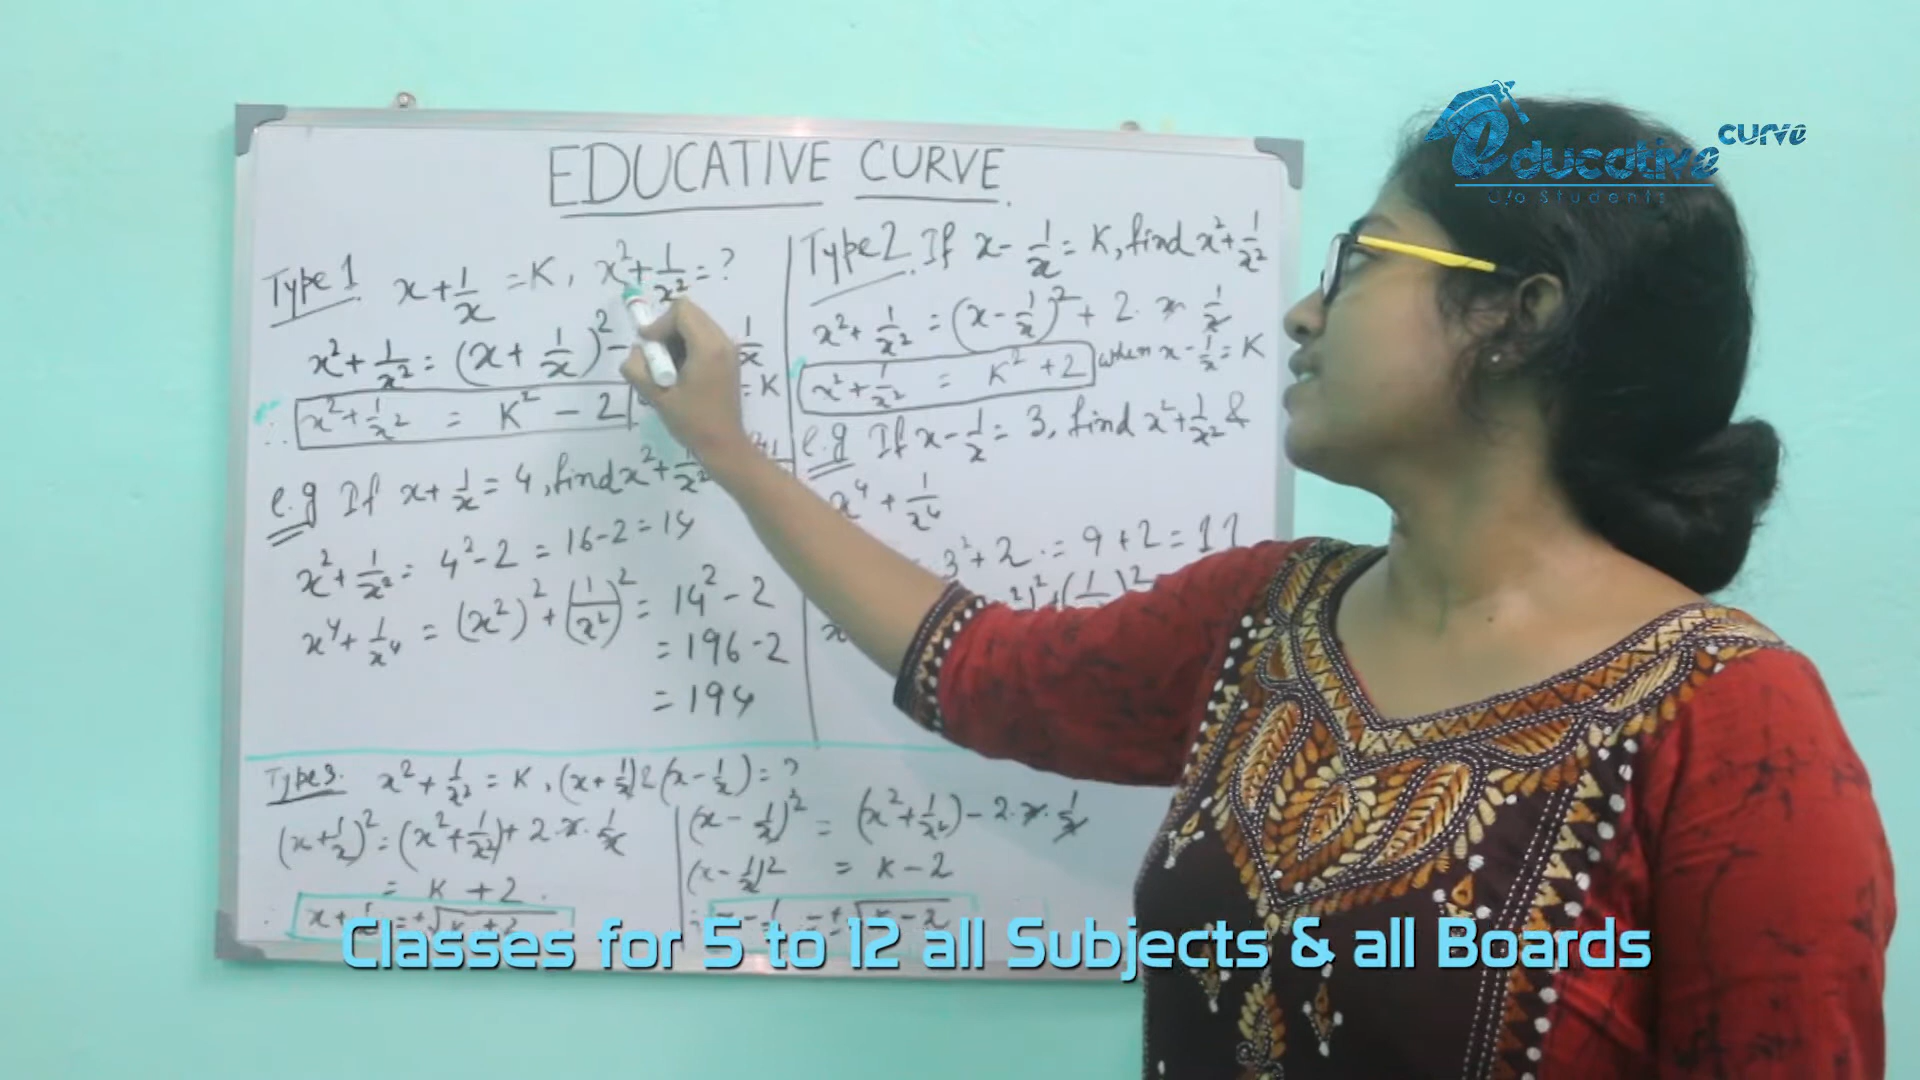 EDUCATIVE CURVE
Type 1 x + 1/x = K, x² + 1/x² = ?
x² + 1/x² = (x + 1/x)² - 1/x
∴ x² + 1/x² = K² - 2 = K
e.g If x + 1/x = 4, find x² + 1/x²
x² + 1/x² = 4² - 2 = 16 - 2 = 14
x⁴ + 1/x⁴ = (x²)² + (1/x²)² = 14² - 2
= 196 - 2
= 194
Type 2. If x - 1/x = K, find x² + 1/x²
x² + 1/x² = (x - 1/x)² + 2. x 1/x
x² + 1/x² = K² + 2 when x - 1/x = K
e.g If x - 1/x = 3, find x² + 1/x² &
x⁴ + 1/x⁴
3² + 2 = 9 + 2 = 11
Type 3. x² + 1/x² = K, (x + 1/x) & (x - 1/x) = ?
(x + 1/x)² = (x² + 1/x²) + 2·x·1/x
= K + 2
x + 1/x = ±√K + 2
(x - 1/x)² = (x² + 1/x²) - 2·x·1/x
(x - 1/x)² = K - 2
Educative curve
c/o Students
Classes for 5 to 12 all Subjects & all Boards